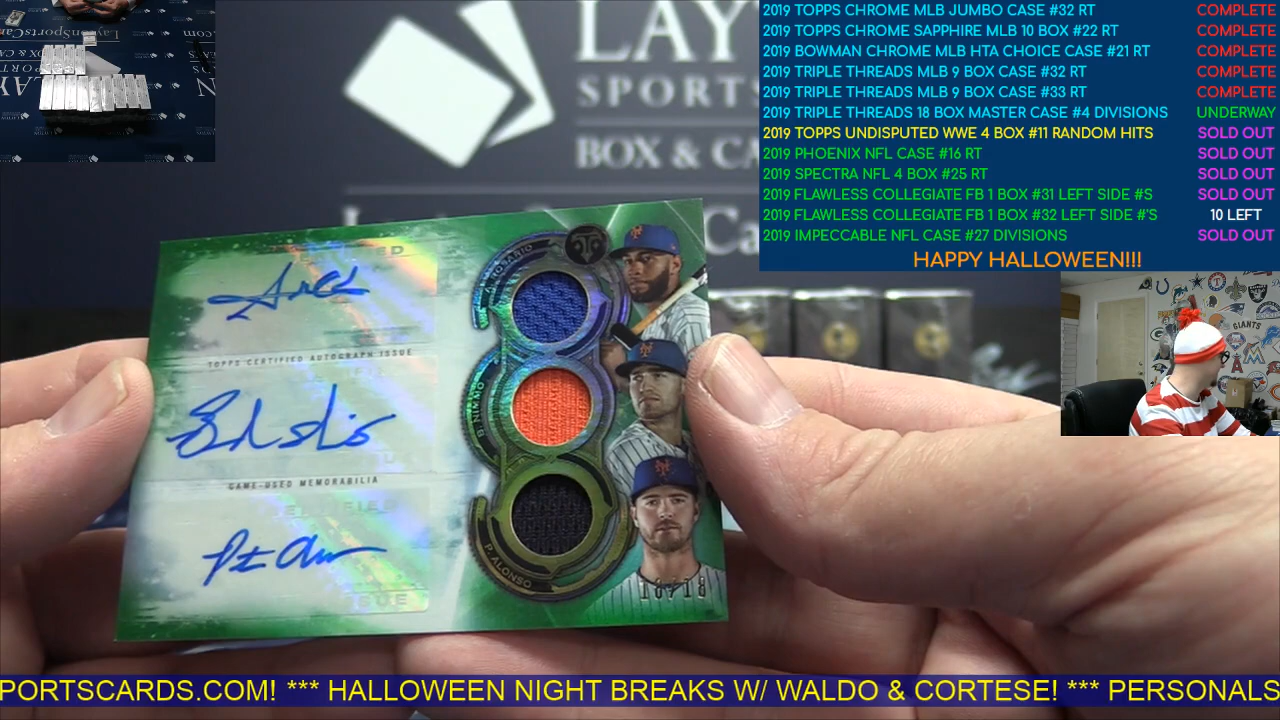 2019 TOPPS CHROME MLB JUMBO CASE #32 RT COMPLETE
2019 TOPPS CHROME SAPPHIRE MLB 10 BOX #22 RT COMPLETE
2019 BOWMAN CHROME MLB HTA CHOICE CASE #21 RT COMPLETE
2019 TRIPLE THREADS MLB 9 BOX CASE #32 RT COMPLETE
2019 TRIPLE THREADS MLB 9 BOX CASE #33 RT COMPLETE
2019 TRIPLE THREADS 18 BOX MASTER CASE #4 DIVISIONS UNDERWAY
2019 TOPPS UNDISPUTED WWE 4 BOX #11 RANDOM HITS SOLD OUT
2019 PHOENIX NFL CASE #16 RT SOLD OUT
2019 SPECTRA NFL 4 BOX #25 RT SOLD OUT
2019 FLAWLESS COLLEGIATE FB 1 BOX #31 LEFT SIDE #S SOLD OUT
2019 FLAWLESS COLLEGIATE FB 1 BOX #32 LEFT SIDE #'S 10 LEFT
2019 IMPECCABLE NFL CASE #27 DIVISIONS SOLD OUT
HAPPY HALLOWEEN!!!
LAY
SPORTS
BOX & CA
TOPPS CERTIFIED AUTOGRAPH ISSUE
GAME-USED MEMORABILIA
B. NIMMO
P. ALONSO
GIANTS
PORTSCARDS.COM! *** HALLOWEEN NIGHT BREAKS W/ WALDO & CORTESE! *** PERSONALS